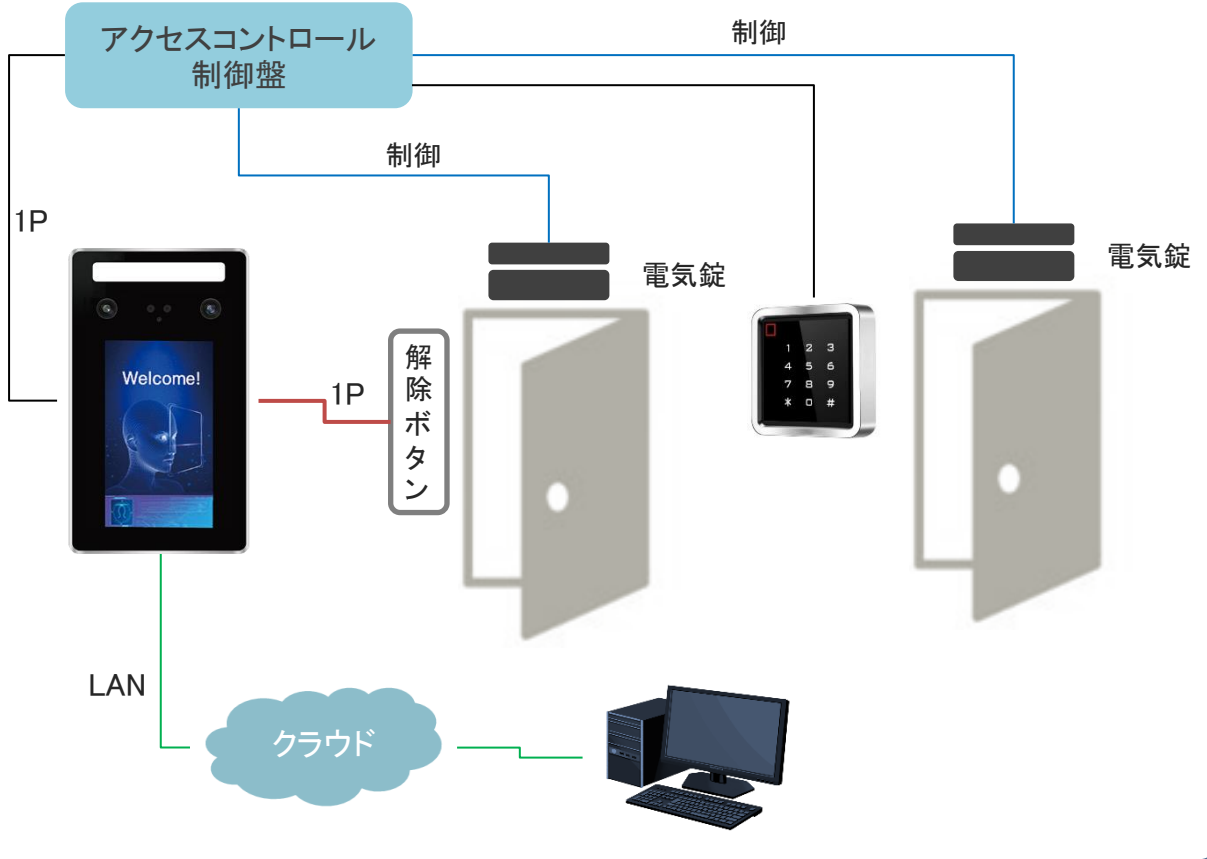 アクセスコントロール
制御盤
制御
制御
1P
電気錠
電気錠
Welcome!
1P
解除ボタン
1 2 3
4 5 6
7 8 9
* 0 #
LAN
クラウド